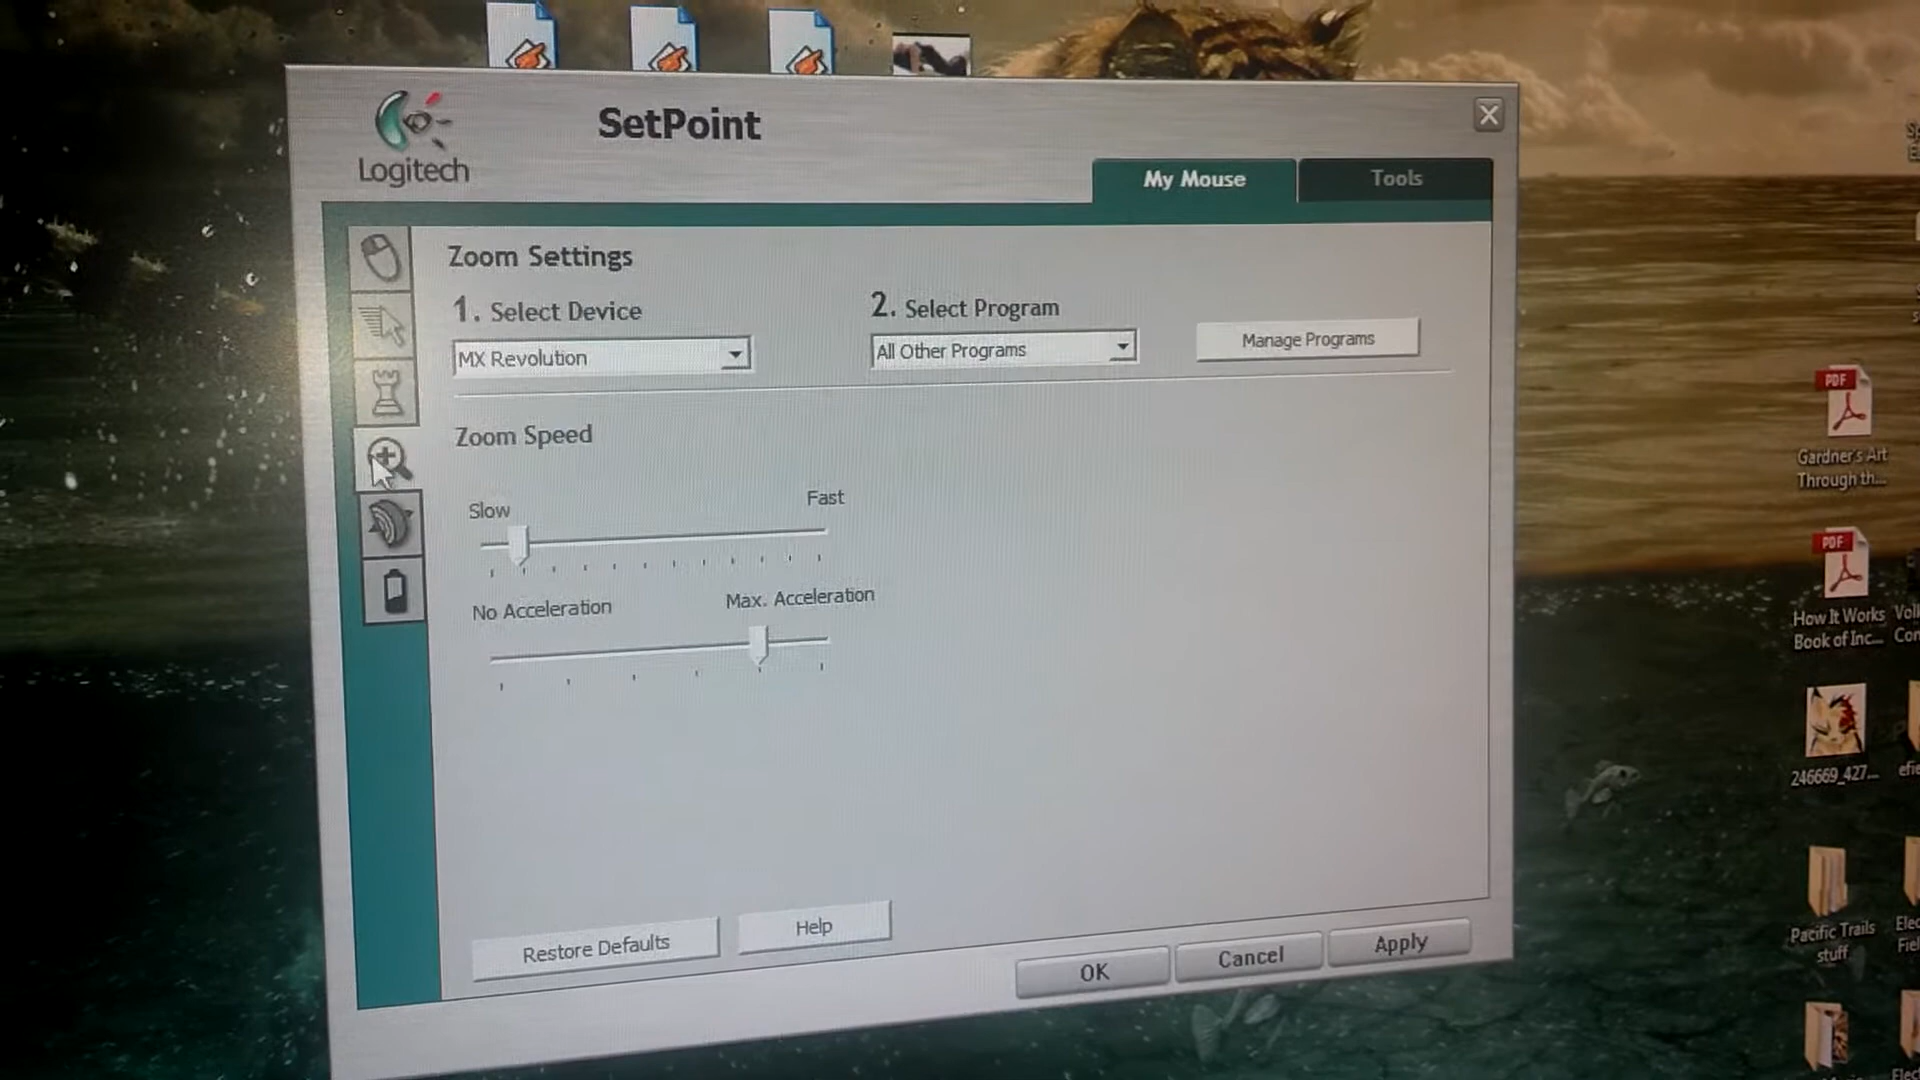 SetPoint
Logitech
My Mouse
Tools
Zoom Settings
1. Select Device
2. Select Program
MX Revolution
All Other Programs
Manage Programs
Zoom Speed
Slow
Fast
No Acceleration
Max. Acceleration
Restore Defaults
Help
OK
Cancel
Apply
PDF
Gardner's Art
Through th...
PDF
How It Works
Book of Inc...
246669_427...
Pacific Trails
stuff